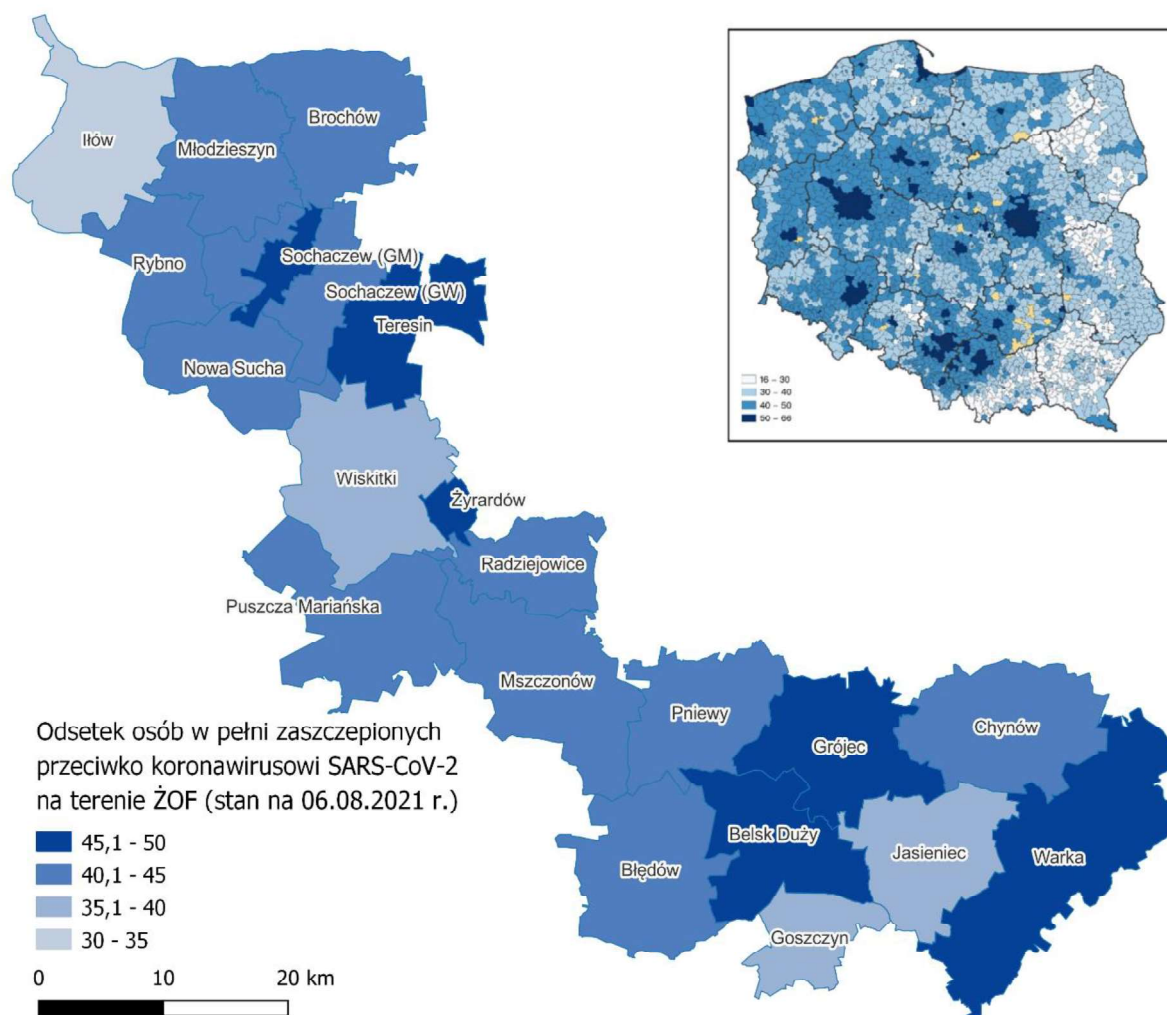 Iłów
Młodzieszyn
Brochów
Rybno
Sochaczew (GM)
Sochaczew (GW)
Teresin
Nowa Sucha
Wiskitki
Żyrardów
Radziejowice
Puszcza Mariańska
Mszczonów
Pniewy
Grójec
Chynów
Belsk Duży
Błędów
Jasieniec
Warka
Goszczyn
16 – 30
30 – 40
40 – 50
50 – 66
Odsetek osób w pełni zaszczepionych
przeciwko koronawirusowi SARS-CoV-2
na terenie ŻOF (stan na 06.08.2021 r.)
45,1 - 50
40,1 - 45
35,1 - 40
30 - 35
0 10 20 km